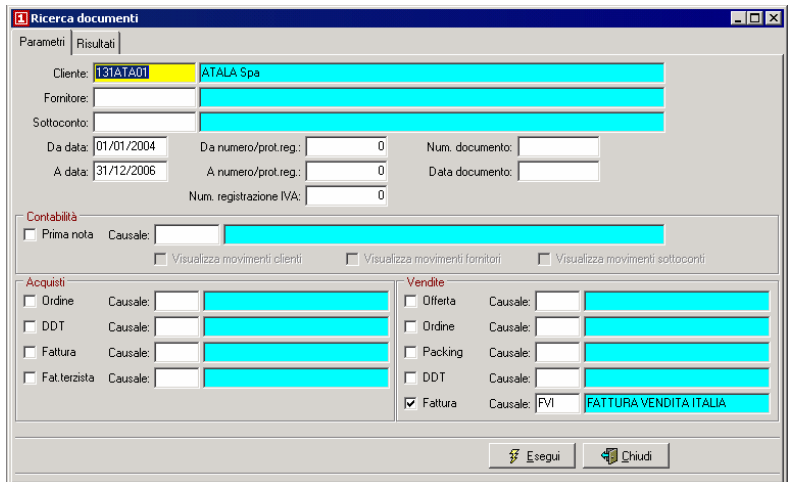 1 Ricerca documenti
Parametri Risultati
Cliente: 131ATA01 ATALA Spa
Fornitore:
Sottoconto:
Da data: 01/01/2004 Da numero/prot.reg.: 0 Num. documento:
A data: 31/12/2006 A numero/prot.reg.: 0 Data documento:
Num. registrazione IVA: 0
Contabilità
Prima nota Causale:
Visualizza movimenti clienti Visualizza movimenti fornitori Visualizza movimenti sottoconti
Acquisti Vendite
Ordine Causale: Offerta Causale:
DDT Causale: Ordine Causale:
Fattura Causale: Packing Causale:
Fat.terzista Causale: DDT Causale:
Fattura Causale: FVI FATTURA VENDITA ITALIA
Esegui Chiudi